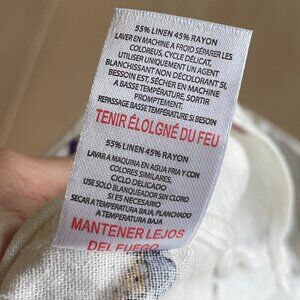 55% LINEN 45% RAYON
LAVER EN MACHINE A FROID SÉPARER LES
COLOREUS, CYCLE DÉLICAT,
UTILISER UNIQUEMENT UN AGENT
BLANCHISSANT NON DÉCOLORANT SI,
BESOIN EST, SÉCHER EN MACHINE
A BASSE TEMPÉRATURE, SORTIR
PROMPTEMENT.
REPASSAGE BASSE TEMPÉRATURE SI BESOIN
TENIR ÉLOLGNÉ DU FEU
55% LINEN 45% RAYON
LAVAR A MAQUINA EN AGUA FRIA Y CON
COLORES SIMILARES,
CICLO DELICADO
USE SOLO BLANQUEADOR SIN CLORO
SI ES NECESARIO
SECAR A TEMPERATURA BAJA, PLANCHADO
A TEMPERATURA BAJA
MANTENER LEJOS
DEL FUEGO